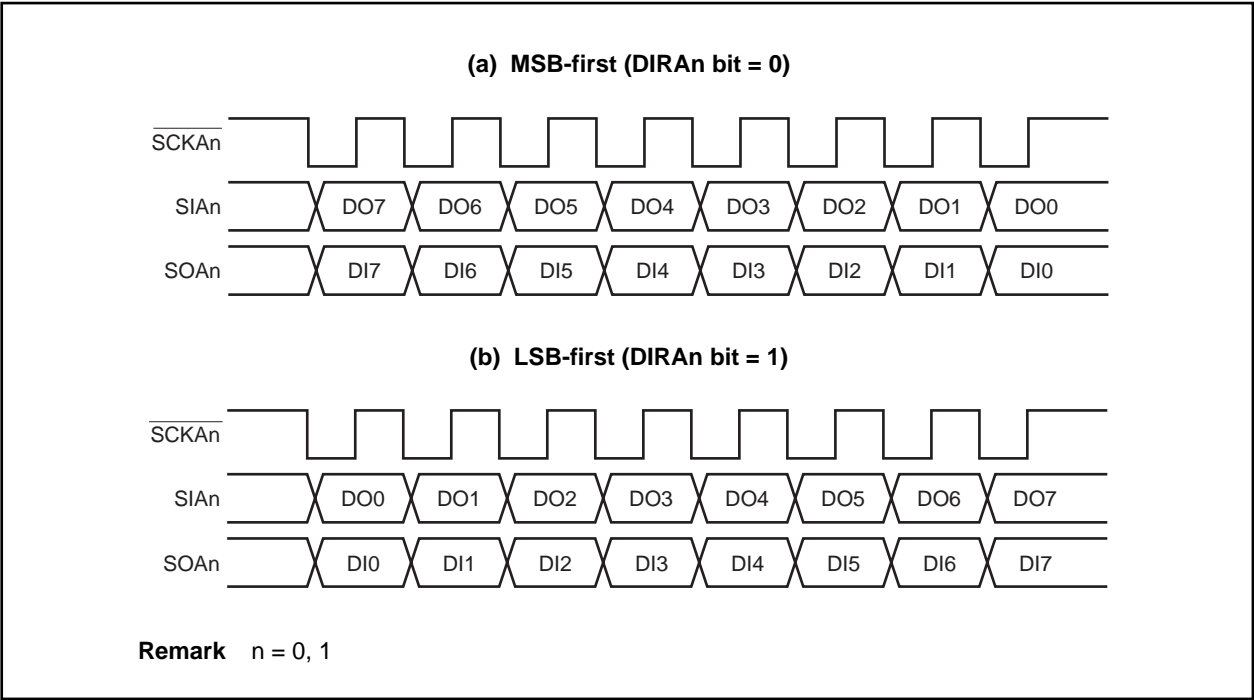 (a) MSB-first (DIRAn bit = 0)
SCKAn
SIAn DO7 DO6 DO5 DO4 DO3 DO2 DO1 DO0
SOAn DI7 DI6 DI5 DI4 DI3 DI2 DI1 DI0
(b) LSB-first (DIRAn bit = 1)
SCKAn
SIAn DO0 DO1 DO2 DO3 DO4 DO5 DO6 DO7
SOAn DI0 DI1 DI2 DI3 DI4 DI5 DI6 DI7
Remark n = 0, 1